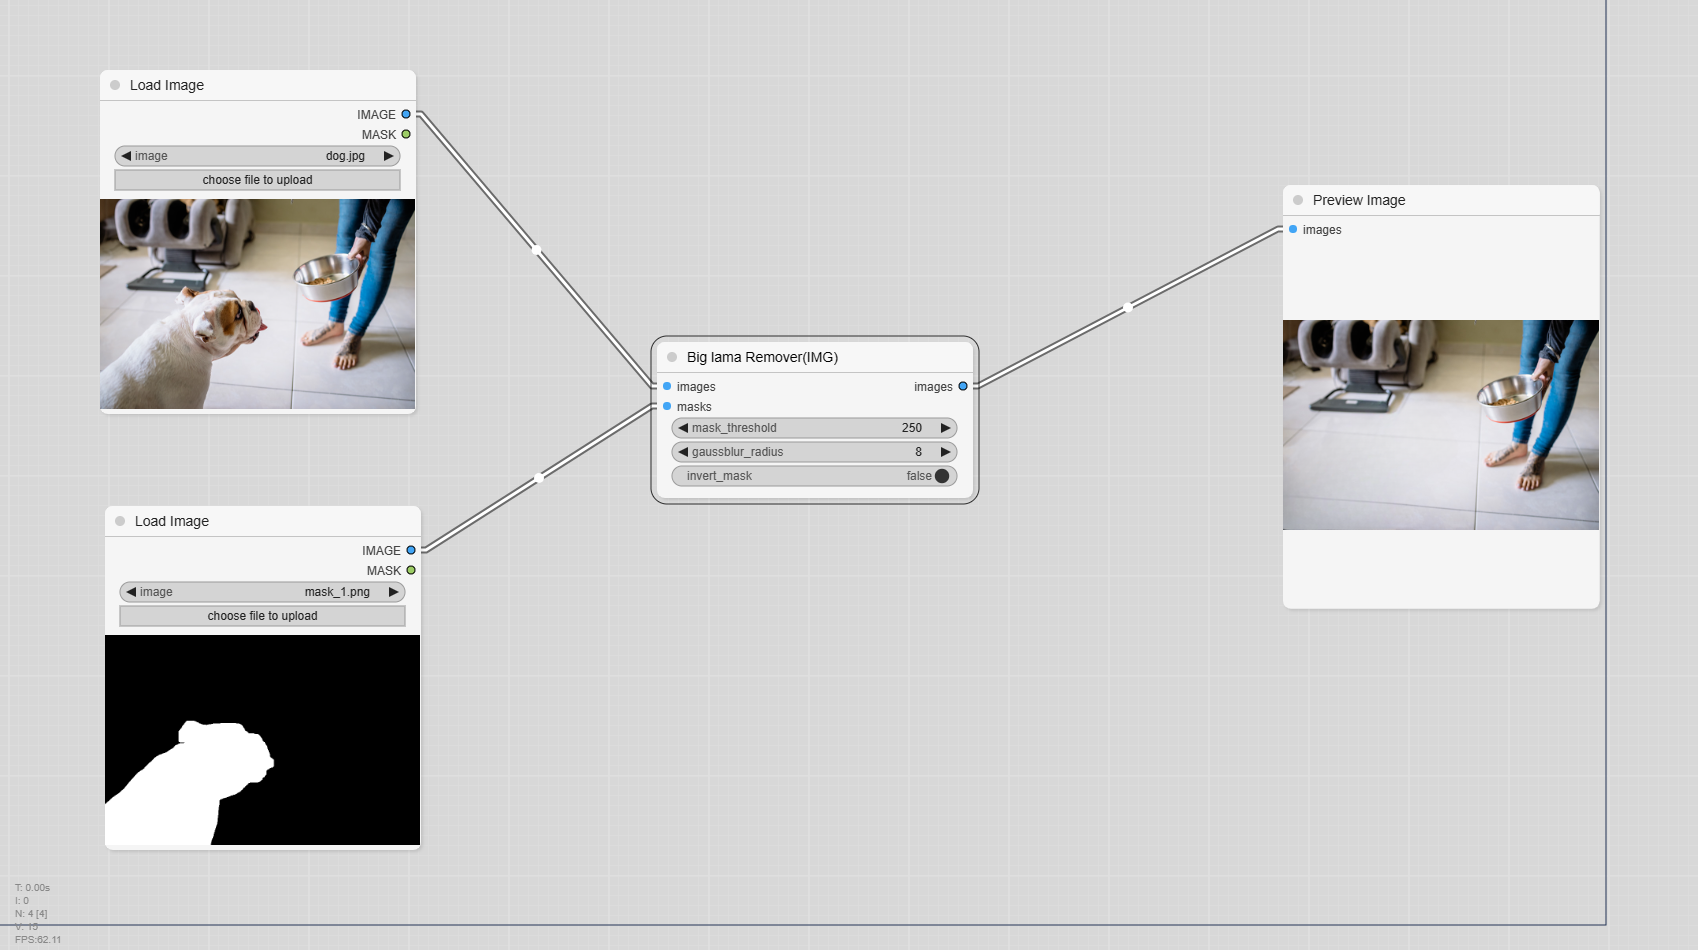 Load Image
IMAGE
MASK
image dog.jpg
choose file to upload
Preview Image
images
Big lama Remover(IMG)
images images
masks
mask_threshold 250
gaussblur_radius 8
invert_mask false
Load Image
IMAGE
MASK
image mask_1.png
choose file to upload
T: 0.00s
I: 0
N: 4 [4]
V: 15
FPS:62.11